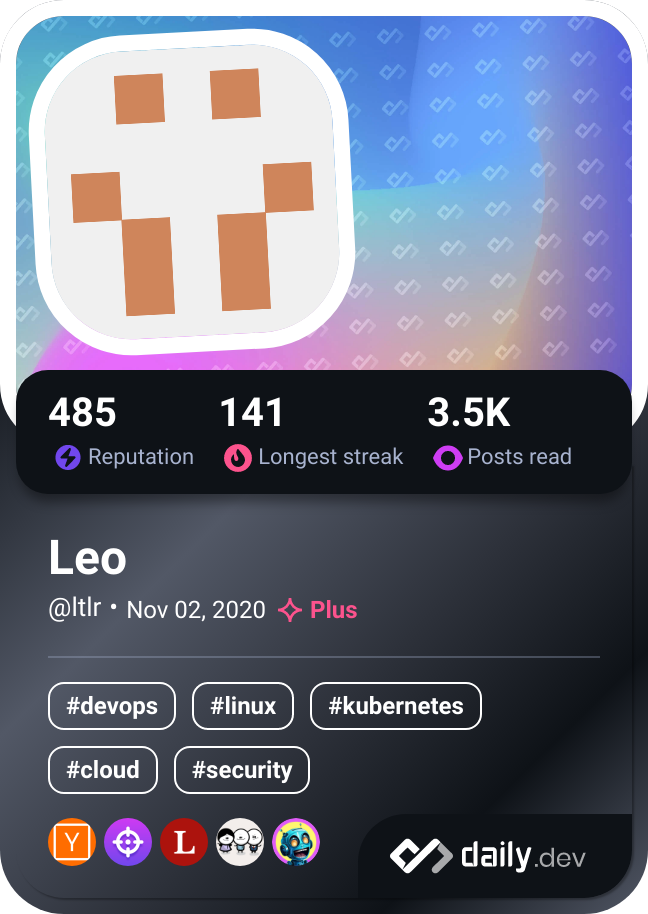 485 141 3.5K
Reputation Longest streak Posts read
Leo
@ltlr • Nov 02, 2020 Plus
#devops #linux #kubernetes
#cloud #security
Y L daily.dev